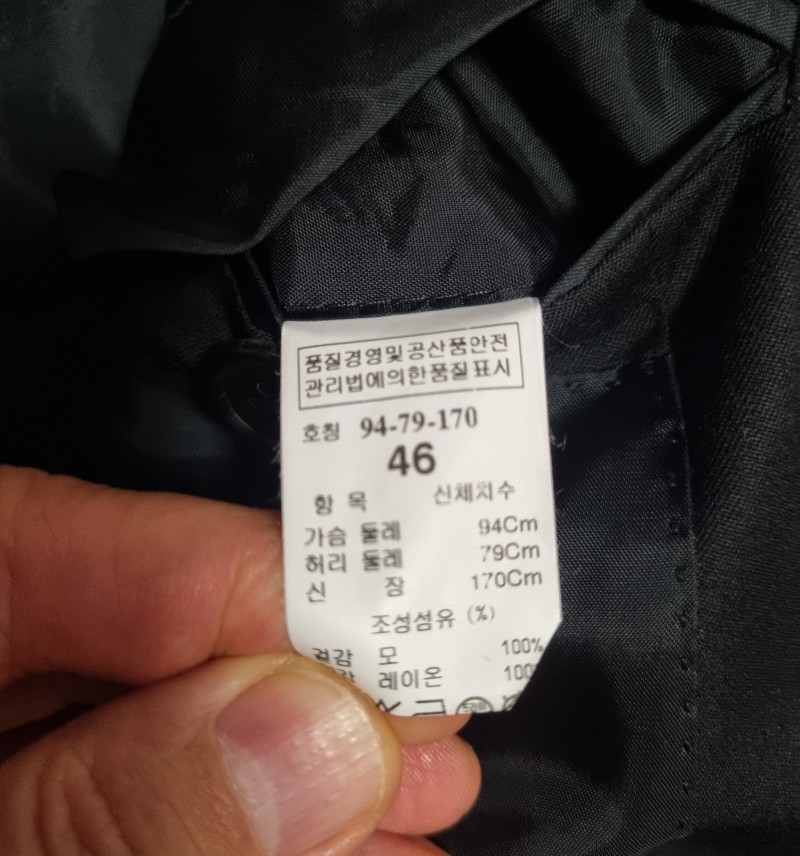 품질경영및공산품안전
관리법에의한품질표시
호칭 94-79-170
46
항 목 신체치수
가슴 둘레 94Cm
허리 둘레 79Cm
신 장 170Cm
조성섬유 (%)
겉감 모 100%
레이온